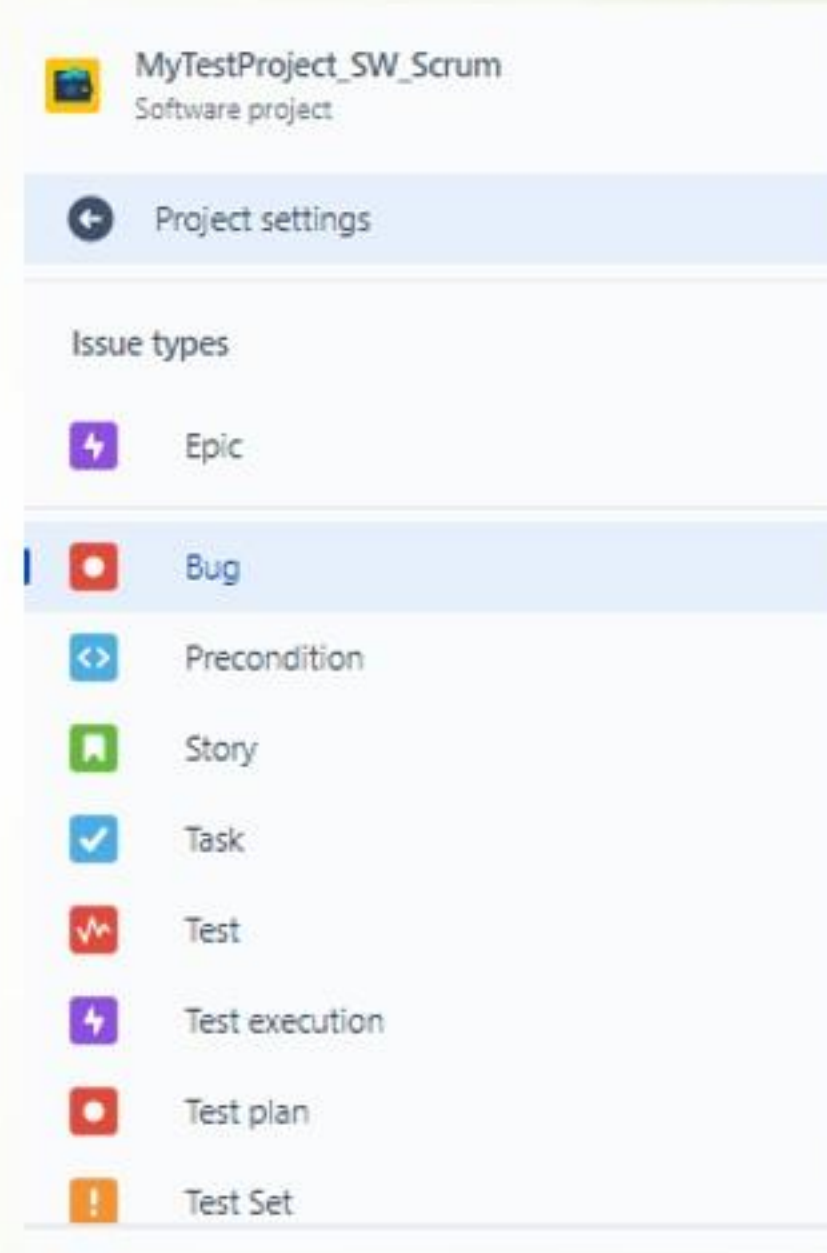 MyTestProject_SW_Scrum
Software project
Project settings
Issue types
Epic
Bug
Precondition
Story
Task
Test
Test execution
Test plan
Test Set